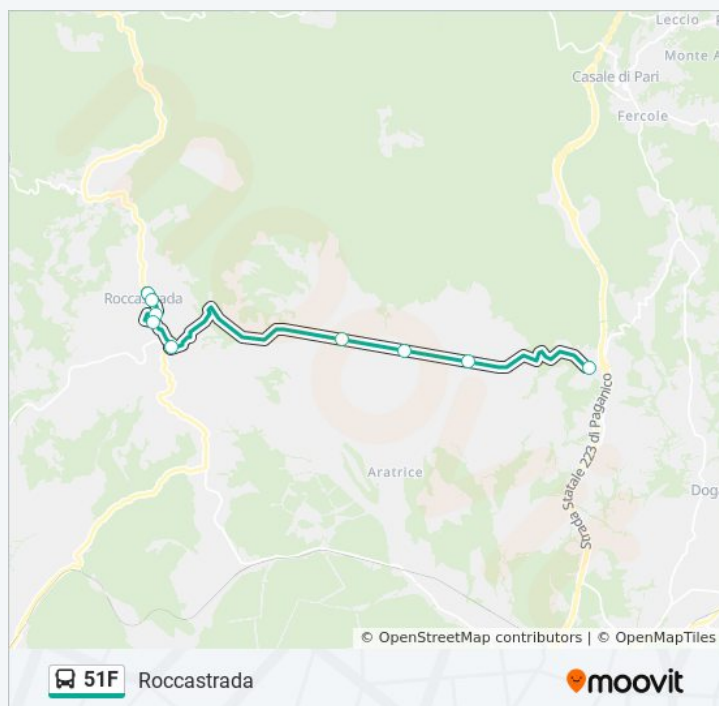 Leccio
Monte A
Casale di Pari
Fercole
Roccastrada
Strada Statale 223 di Paganico
Aratrice
Doga
© OpenStreetMap contributors | © OpenMapTiles
51F Roccastrada
moovit